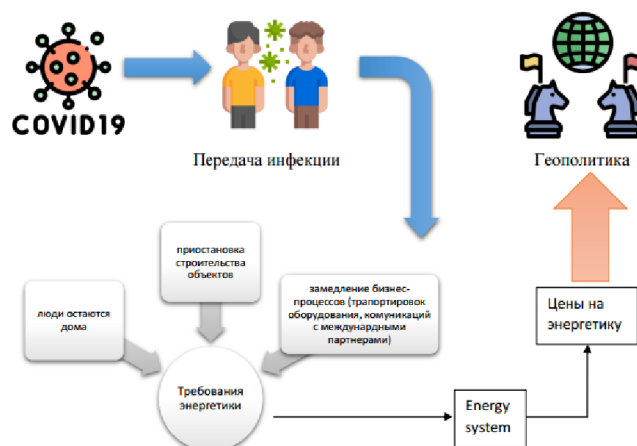 COVID19
Передача инфекции
Геополитика
приостановка
строительства
объектов
люди остаются
дома
замедление бизнес-
процессов (трапортировок
оборудования, комуникаций
с междунардными
партнерами)
Цены на
энергетику
Требования
энергетики
Energy
system